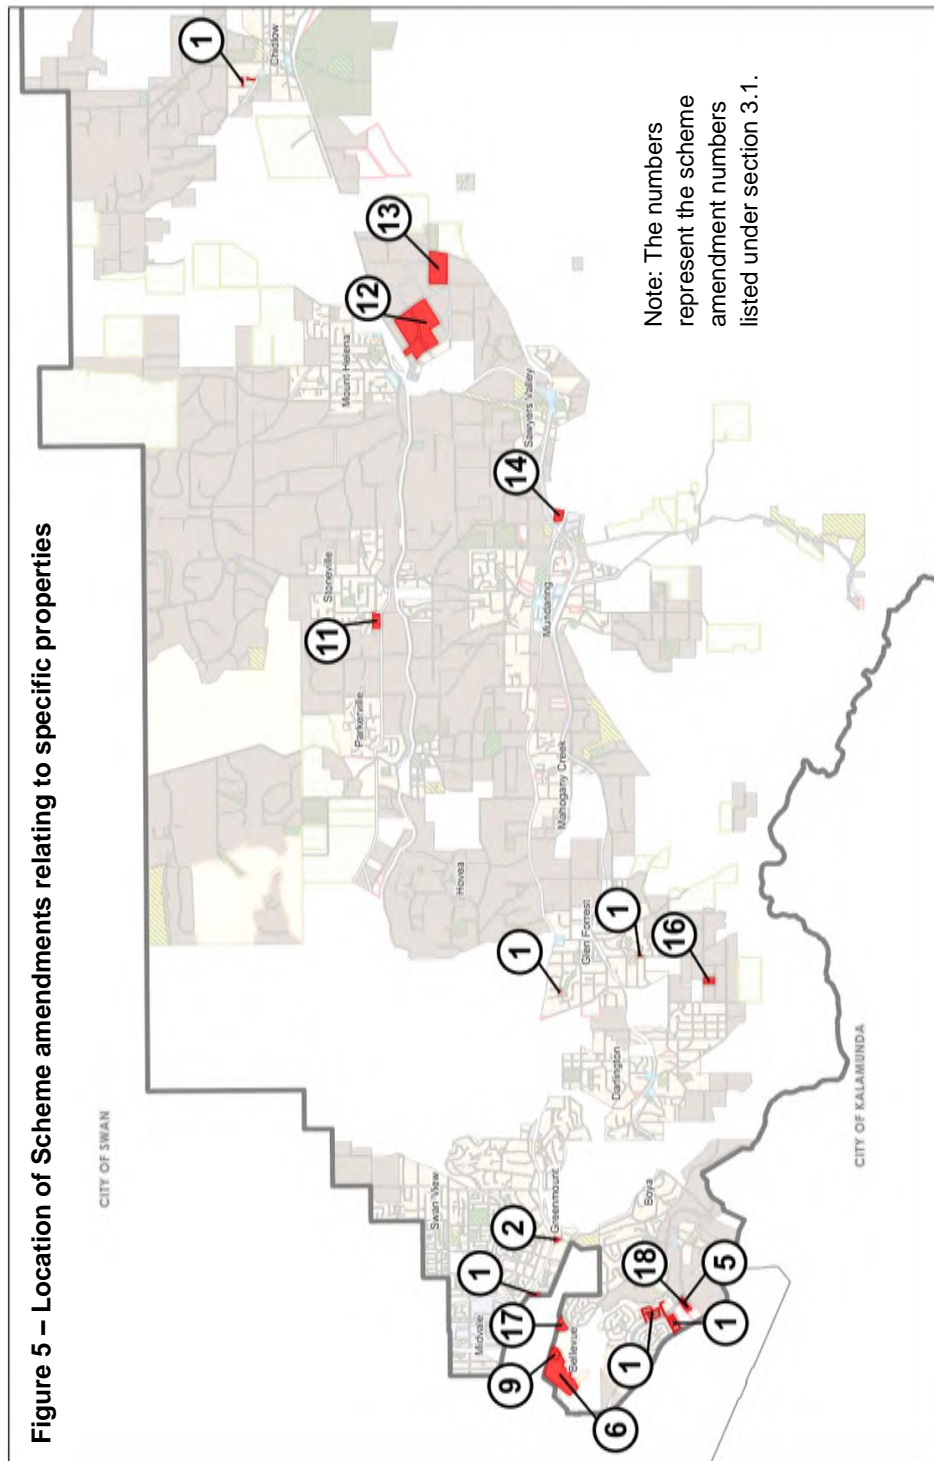 Figure 5 – Location of Scheme amendments relating to specific properties
CITY OF SWAN
1
Chidlow
13
12
Mount Helena
Sawyers Valley
14
Stoneville
11
Mundaring
Parkerville
Mahogany Creek
Hovea
Glen Forrest
1
1
16
Darlington
Swan View
Greenmount
2
1
Boya
Midvale
17
18
5
9
Bellevue
1
1
6
CITY OF KALAMUNDA
Note: The numbers
represent the scheme
amendment numbers
listed under section 3.1.